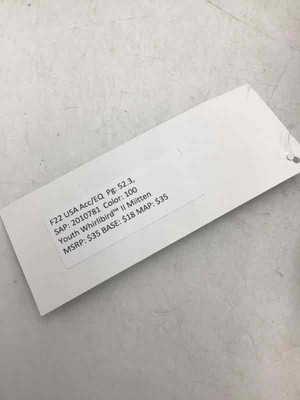 F22 USA Acc/EQ Pg: 52.3,
SAP: 2010781 Color: 100
Youth Whirlibird™ II Miitten
MSRP: $35 BASE: $18 MAP: $35